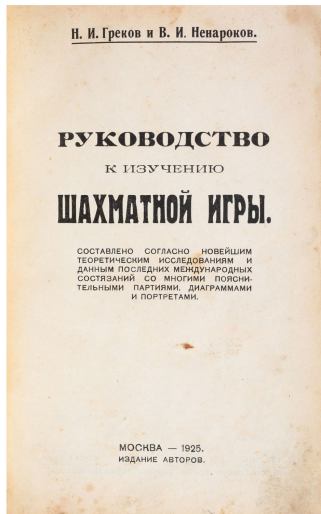 Н. И. Греков и В. И. Ненароков.
РУКОВОДСТВО
К ИЗУЧЕНИЮ
ШАХМАТНОЙ ИГРЫ.
СОСТАВЛЕНО СОГЛАСНО НОВЕЙШИМ
ТЕОРЕТИЧЕСКИМ ИССЛЕДОВАНИЯМ И
ДАННЫМ ПОСЛЕДНИХ МЕЖДУНАРОДНЫХ
СОСТЯЗАНИЙ СО МНОГИМИ ПОЯСНИ-
ТЕЛЬНЫМИ ПАРТИЯМИ, ДИАГРАММАМИ
И ПОРТРЕТАМИ.
МОСКВА — 1925.
ИЗДАНИЕ АВТОРОВ.